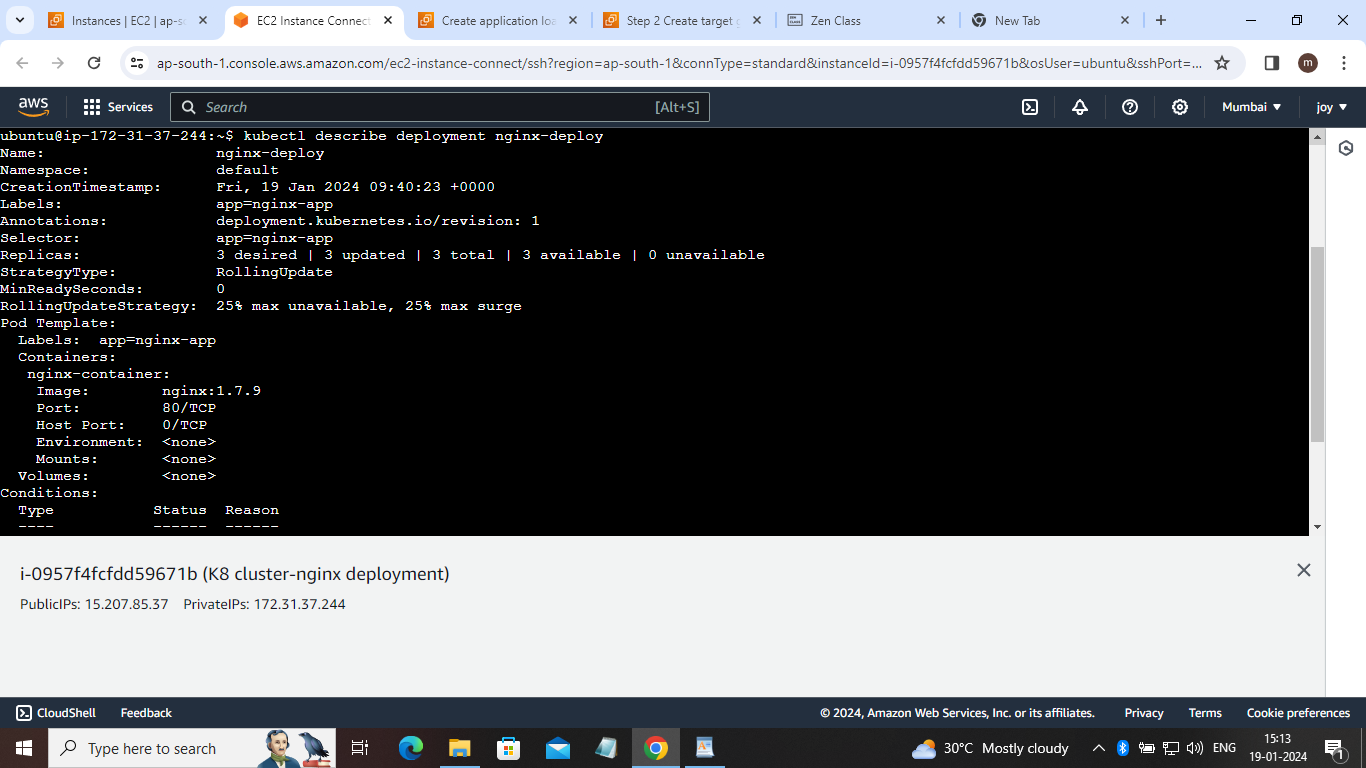 Instances | EC2 | ap-sc
EC2 Instance Connect
Create application loa
Step 2 Create target g
Zen Class
New Tab
ap-south-1.console.aws.amazon.com/ec2-instance-connect/ssh?region=ap-south-1&connType=standard&instanceId=i-0957f4fcfdd59671b&osUser=ubuntu&sshPort=...
m
aws
Services
Search
[Alt+S]
Mumbai
joy
ubuntu@ip-172-31-37-244:~$ kubectl describe deployment nginx-deploy
Name: nginx-deploy
Namespace: default
CreationTimestamp: Fri, 19 Jan 2024 09:40:23 +0000
Labels: app=nginx-app
Annotations: deployment.kubernetes.io/revision: 1
Selector: app=nginx-app
Replicas: 3 desired | 3 updated | 3 total | 3 available | 0 unavailable
StrategyType: RollingUpdate
MinReadySeconds: 0
RollingUpdateStrategy: 25% max unavailable, 25% max surge
Pod Template:
Labels: app=nginx-app
Containers:
nginx-container:
Image: nginx:1.7.9
Port: 80/TCP
Host Port: 0/TCP
Environment: <none>
Mounts: <none>
Volumes: <none>
Conditions:
Type Status Reason
---- ------ ------
i-0957f4fcfdd59671b (K8 cluster-nginx deployment)
PublicIPs: 15.207.85.37 PrivateIPs: 172.31.37.244
CloudShell
Feedback
© 2024, Amazon Web Services, Inc. or its affiliates.
Privacy
Terms
Cookie preferences
Type here to search
30°C Mostly cloudy
ENG
15:13
19-01-2024
1